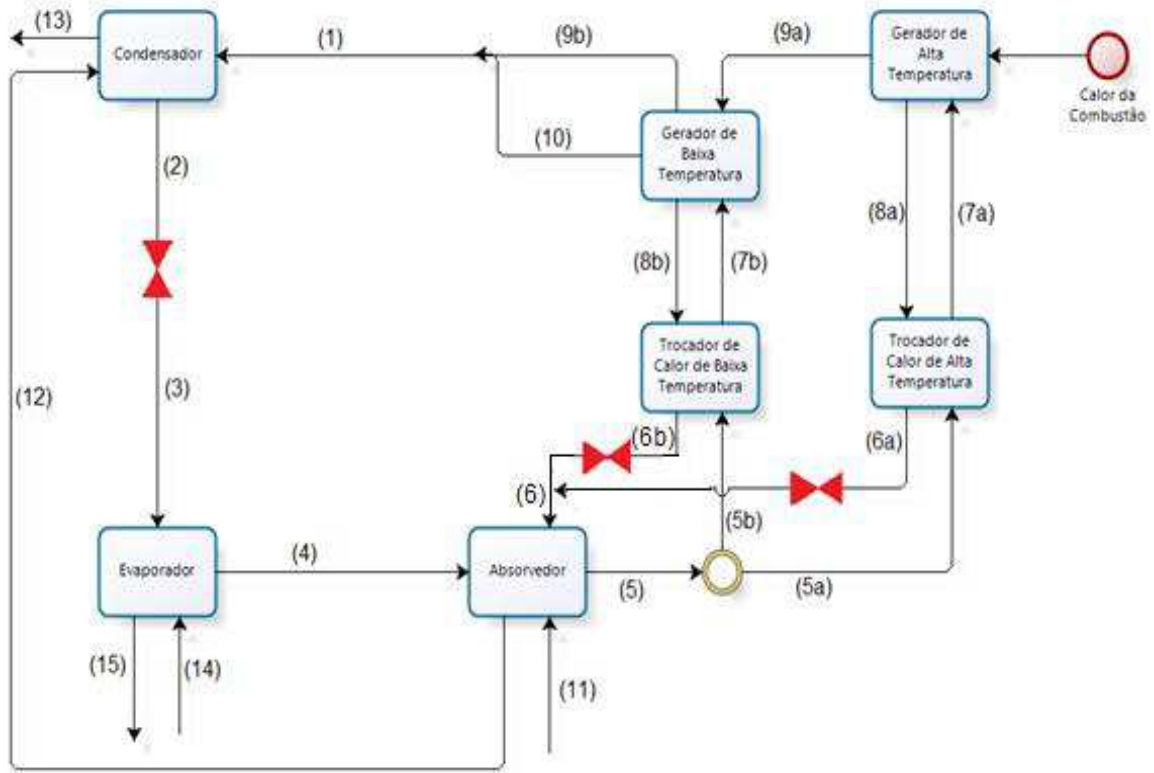 (13)
Condensador
(1)
(9b)
(9a)
Gerador de
Alta
Temperatura
Calor da
Combustão
(10)
Gerador de
Baixa
Temperatura
(2)
(8b)
(7b)
(8a)
(7a)
(12)
(3)
Trocador de
Calor de Baixa
Temperatura
Trocador de
Calor de Alta
Temperatura
(6b)
(6a)
(6)
(5b)
Evaporador
(4)
Absorvedor
(5)
(5a)
(15)
(14)
(11)